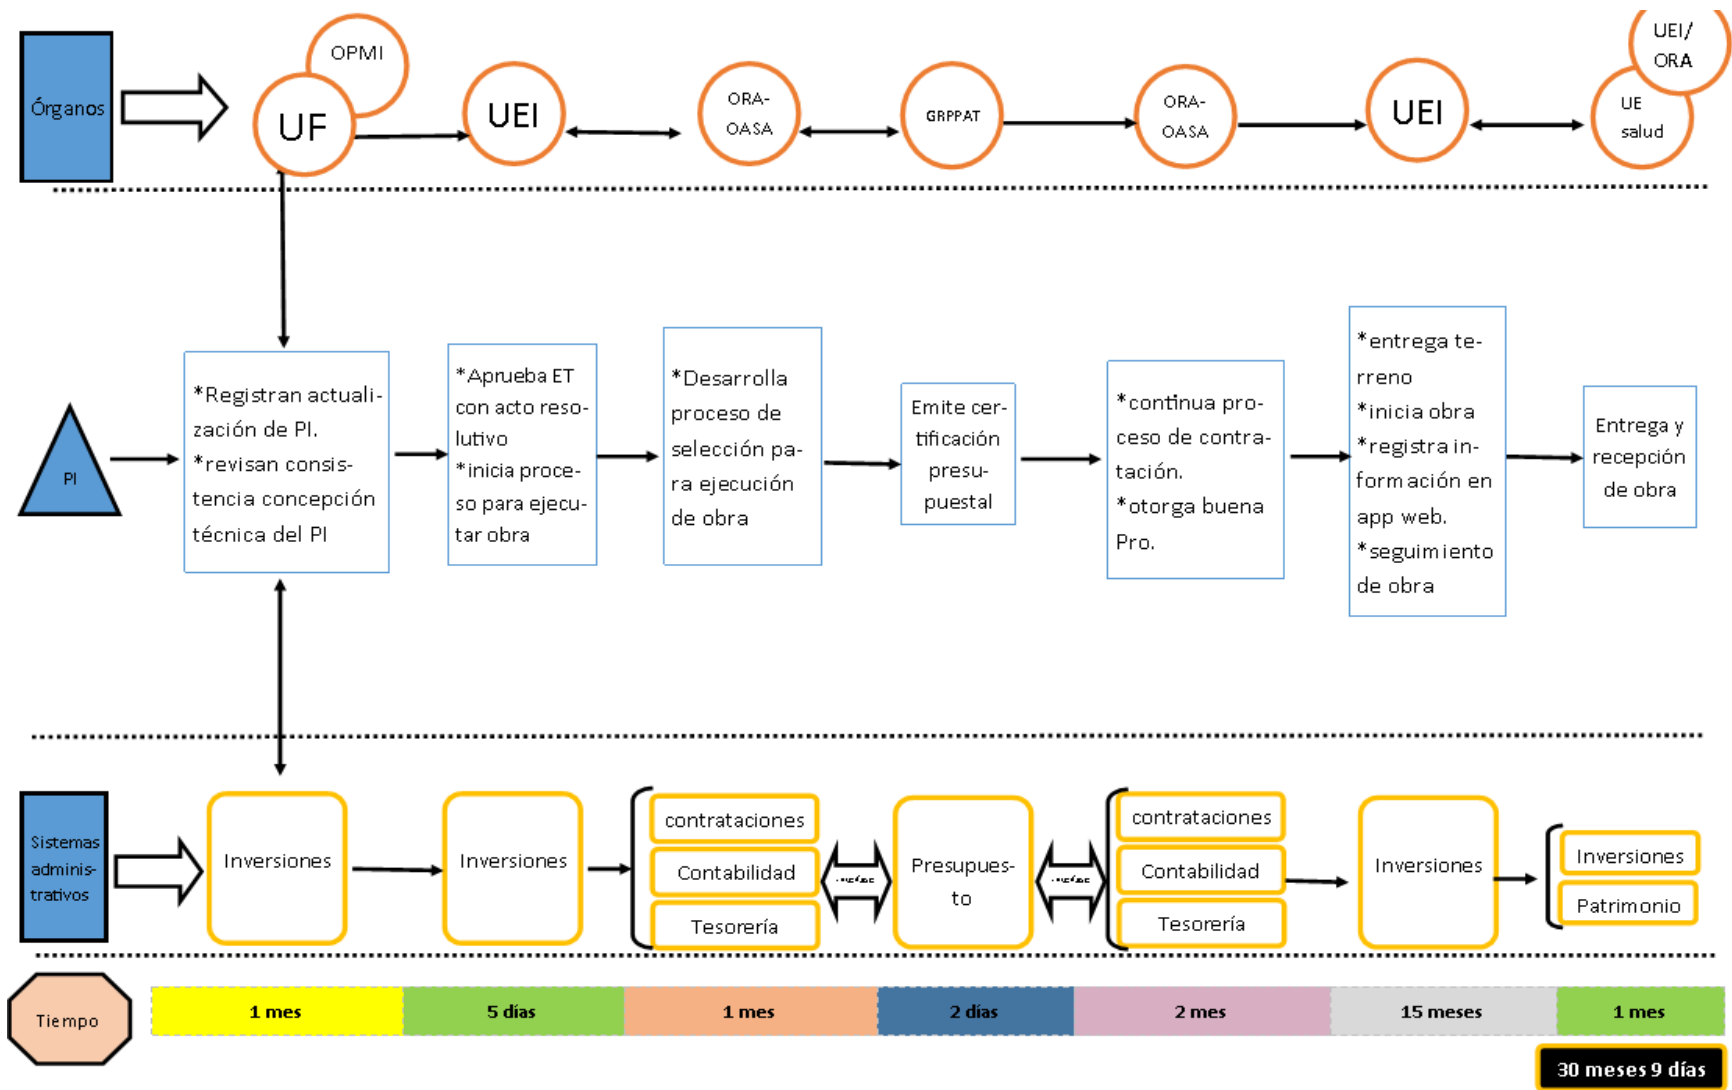 Órganos
OPMI
UF
UEI
ORA-
OASA
GRPPAT
ORA-
OASA
UEI
UEI/
ORA
UE
salud
PI
*Registran actuali-
zación de PI.
*revisan consis-
tencia concepción
técnica del PI
*Aprueba ET
con acto reso-
lutivo
*inicia proce-
so para ejecu-
tar obra
*Desarrolla
proceso de
selección pa-
ra ejecución
de obra
Emite cer-
tificación
presu-
puestal
*continua pro-
ceso de contra-
tación.
*otorga buena
Pro.
*entrega te-
rreno
*inicia obra
*registra in-
formación en
app web.
*seguimiento
de obra
Entrega y
recepción
de obra
Sistemas
adminis-
trativos
Inversiones
Inversiones
contrataciones
Contabilidad
Tesorería
Presupues-
to
contrataciones
Contabilidad
Tesorería
Inversiones
Inversiones
Patrimonio
Tiempo
1 mes
5 días
1 mes
2 días
2 mes
15 meses
1 mes
30 meses 9 días